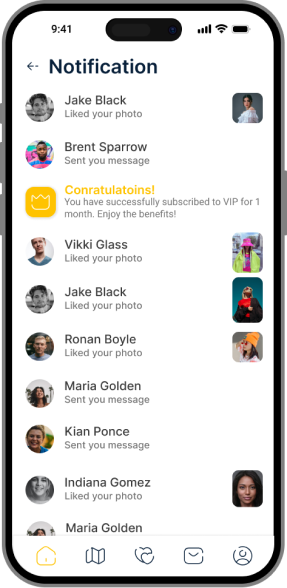 9:41
Notification
Jake Black
Liked your photo
Brent Sparrow
Sent you message
Conratulatoins!
You have successfully subscribed to VIP for 1
month. Enjoy the benefits!
Vikki Glass
Liked your photo
Jake Black
Liked your photo
Ronan Boyle
Liked your photo
Maria Golden
Sent you message
Kian Ponce
Sent you message
Indiana Gomez
Liked your photo
Maria Golden